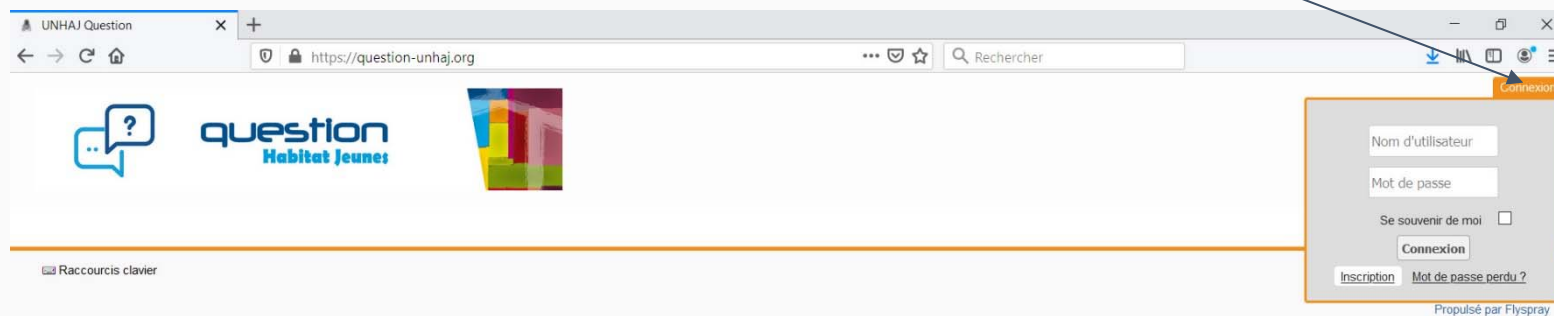 UNHAJ Question
https://question-unhaj.org
Rechercher
Connexion
?
question
Habitat Jeunes
Nom d'utilisateur
Mot de passe
Se souvenir de moi
Connexion
Inscription Mot de passe perdu ?
Raccourcis clavier
Propulsé par Flyspray